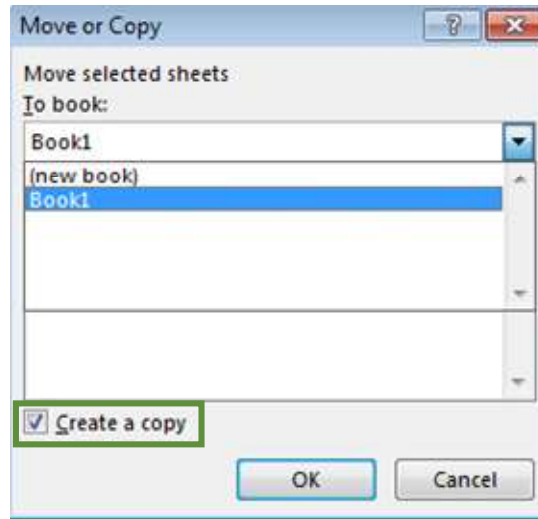 Move or Copy
Move selected sheets
To book:
Book1
(new book)
Book1
Create a copy
OK Cancel